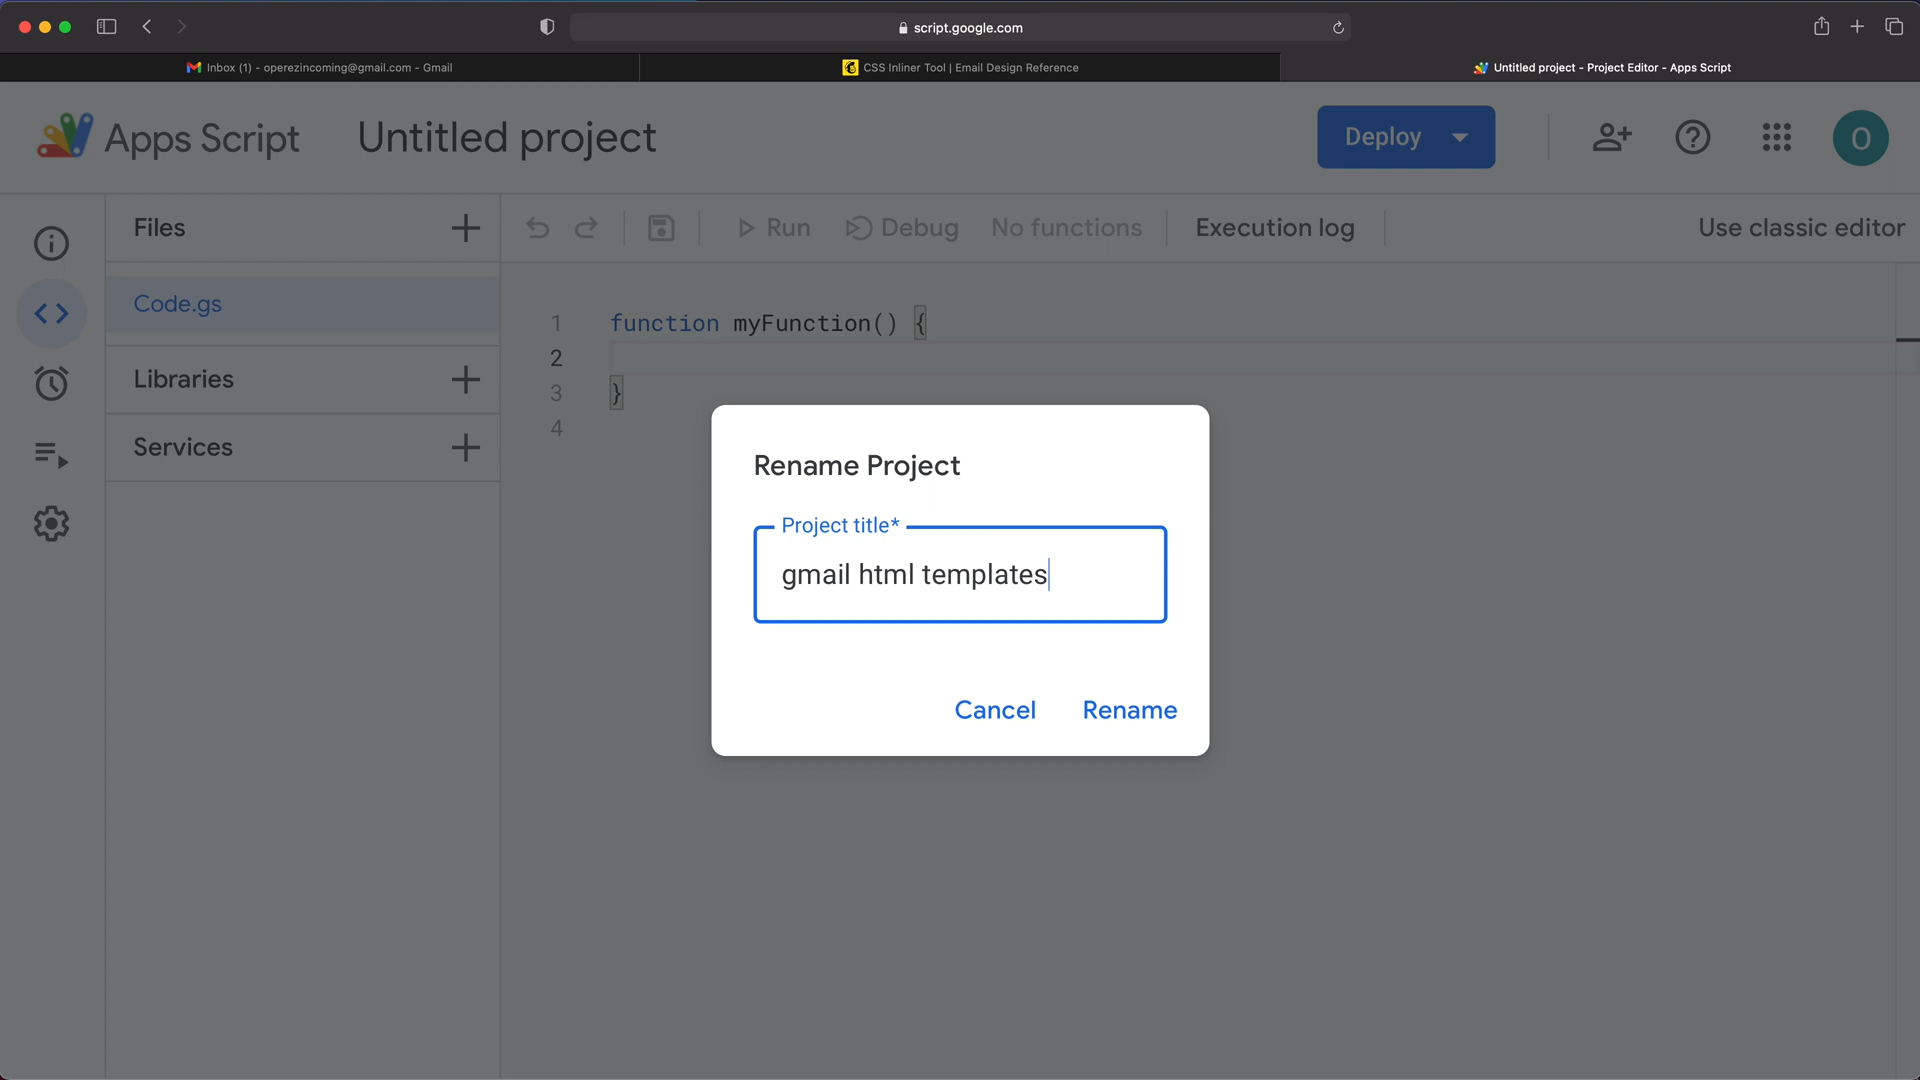 script.google.com
Inbox (1) - operezincoming@gmail.com - Gmail
CSS Inliner Tool | Email Design Reference
Untitled project - Project Editor - Apps Script
Apps Script
Untitled project
Deploy
O
Files
Run
Debug
No functions
Execution log
Use classic editor
Code.gs
Libraries
Services
1 function myFunction() {
2
3 }
4
Rename Project
Project title*
gmail html templates
Cancel
Rename